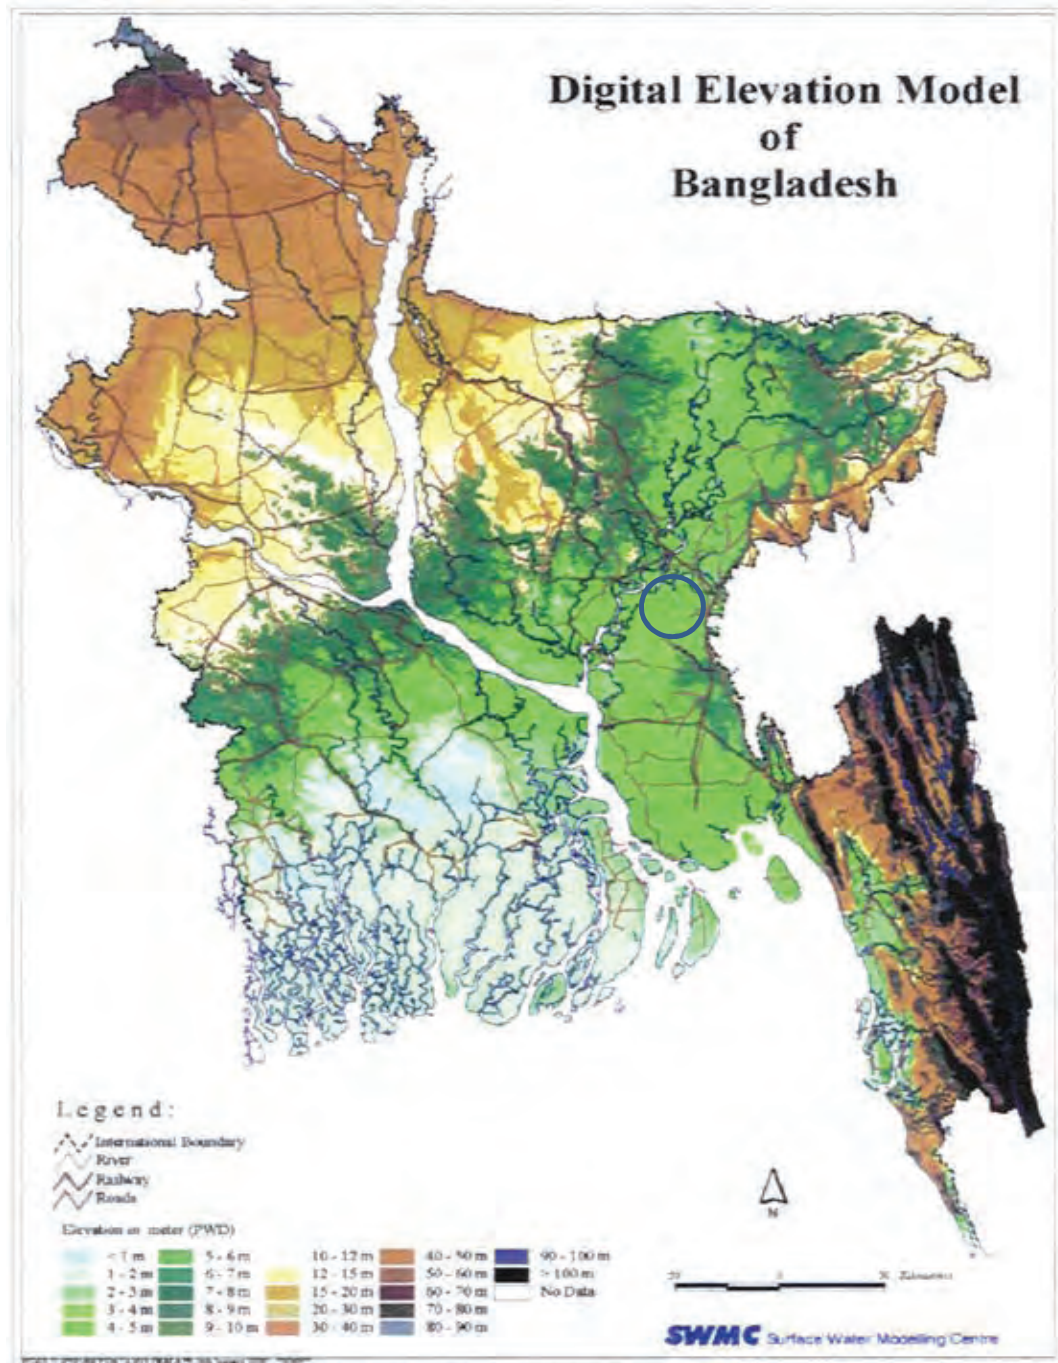 Digital Elevation Model
of
Bangladesh
Legend:
International Boundary
River
Railway
Roads
Elevation in meter (PWD)
< 1 m
1 - 2 m
2 - 3 m
3 - 4 m
4 - 5 m
5 - 6 m
6 - 7 m
7 - 8 m
8 - 9 m
9 - 10 m
10 - 12 m
12 - 15 m
15 - 20 m
20 - 30 m
30 - 40 m
40 - 50 m
50 - 60 m
60 - 70 m
70 - 80 m
80 - 90 m
90 - 100 m
> 100 m
No Data
N
0
Kilometers
SWMC Surface Water Modelling Centre